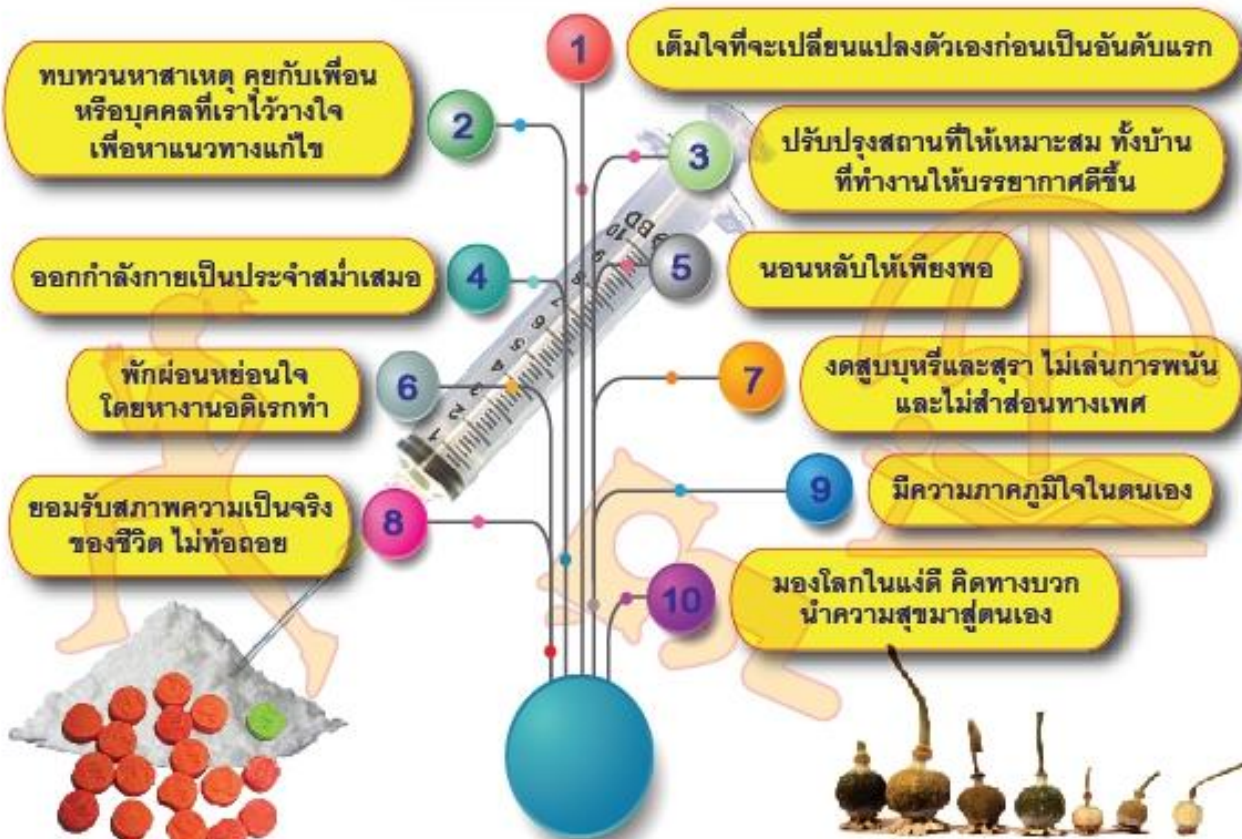 1
เต็มใจที่จะเปลี่ยนแปลงตัวเองก่อนเป็นอันดับแรก
2
ทบทวนหาสาเหตุ คุยกับเพื่อน
หรือบุคคลที่เราไว้วางใจ
เพื่อหาแนวทางแก้ไข
3
ปรับปรุงสถานที่ให้เหมาะสม ทั้งบ้าน
ที่ทำงานให้บรรยากาศดีขึ้น
4
ออกกำลังกายเป็นประจำสม่ำเสมอ
5
นอนหลับให้เพียงพอ
6
พักผ่อนหย่อนใจ
โดยหางานอดิเรกทำ
7
งดสูบบุหรี่และสุรา ไม่เล่นการพนัน
และไม่สำส่อนทางเพศ
8
ยอมรับสภาพความเป็นจริง
ของชีวิต ไม่ท้อถอย
9
มีความภาคภูมิใจในตนเอง
10
มองโลกในแง่ดี คิดทางบวก
นำความสุขมาสู่ตนเอง
BD
10
9
8
7
6
5
4
3
2
1